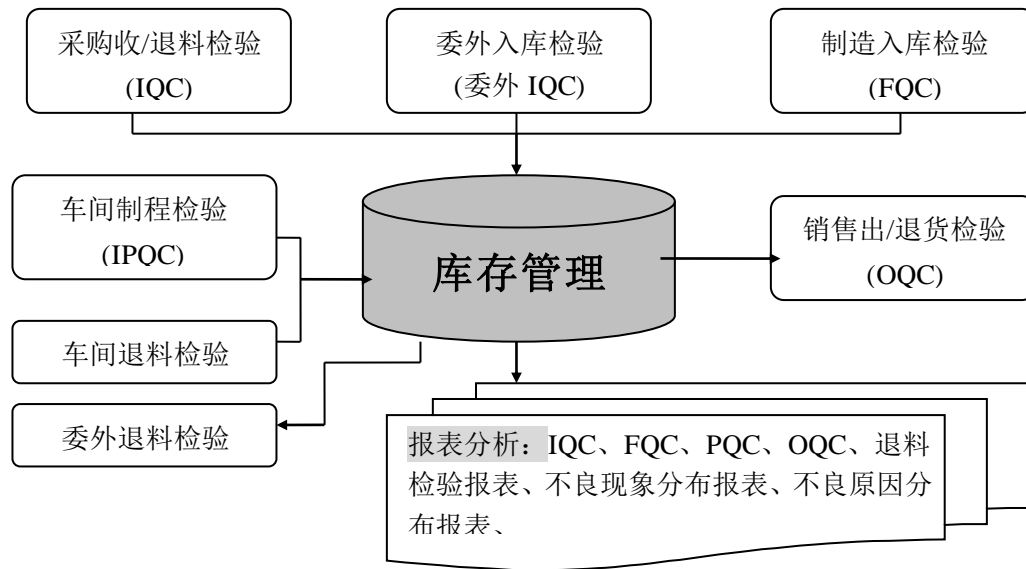 采购收/退料检验
(IQC)
委外入库检验
(委外 IQC)
制造入库检验
(FQC)
车间制程检验
(IPQC)
库存管理
销售出/退货检验
(OQC)
车间退料检验
委外退料检验
报表分析：IQC、FQC、PQC、OQC、退料
检验报表、不良现象分布报表、不良原因分
布报表、